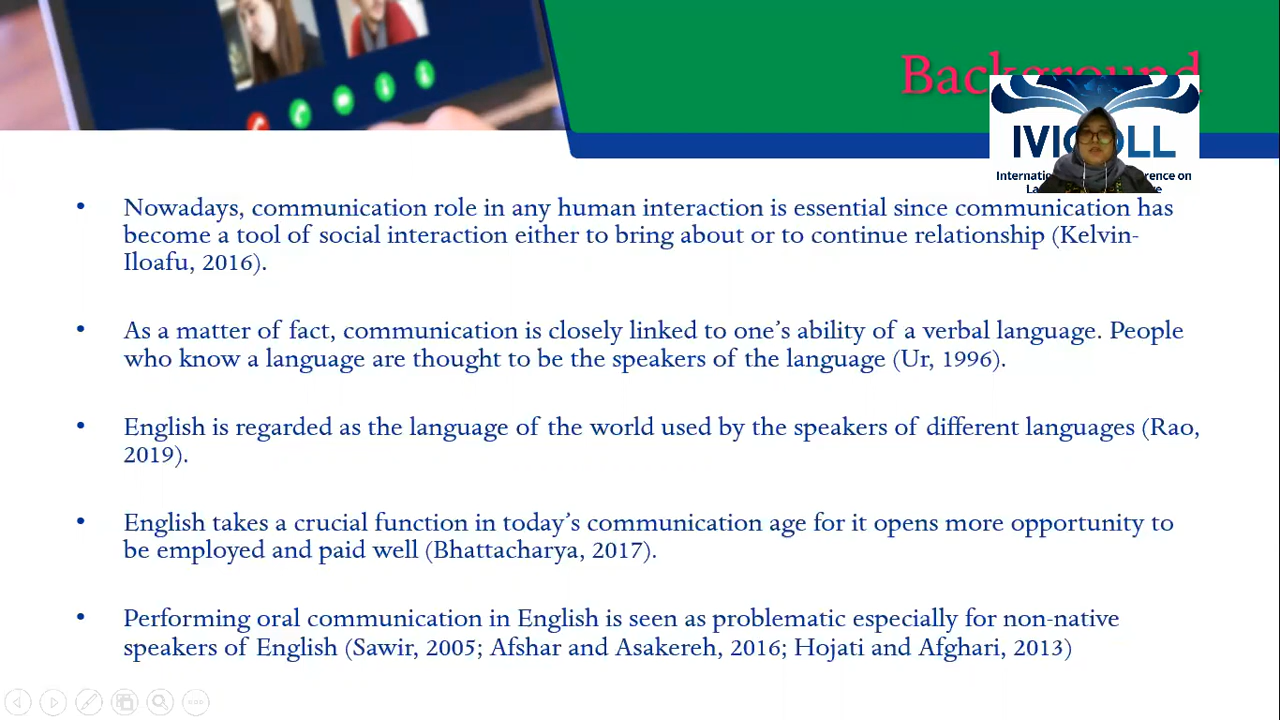 Background
IVICOLL
International Conference on
• Nowadays, communication role in any human interaction is essential since communication has
become a tool of social interaction either to bring about or to continue relationship (Kelvin-
Iloafu, 2016).
• As a matter of fact, communication is closely linked to one’s ability of a verbal language. People
who know a language are thought to be the speakers of the language (Ur, 1996).
• English is regarded as the language of the world used by the speakers of different languages (Rao,
2019).
• English takes a crucial function in today’s communication age for it opens more opportunity to
be employed and paid well (Bhattacharya, 2017).
• Performing oral communication in English is seen as problematic especially for non-native
speakers of English (Sawir, 2005; Afshar and Asakereh, 2016; Hojati and Afghari, 2013)